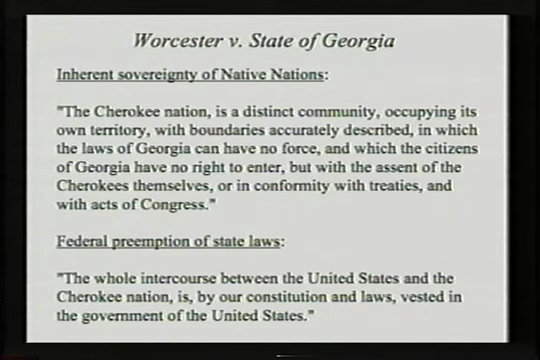 Worcester v. State of Georgia
Inherent sovereignty of Native Nations:
"The Cherokee nation, is a distinct community, occupying its
own territory, with boundaries accurately described, in which
the laws of Georgia can have no force, and which the citizens
of Georgia have no right to enter, but with the assent of the
Cherokees themselves, or in conformity with treaties, and
with acts of Congress."
Federal preemption of state laws:
"The whole intercourse between the United States and the
Cherokee nation, is, by our constitution and laws, vested in
the government of the United States."